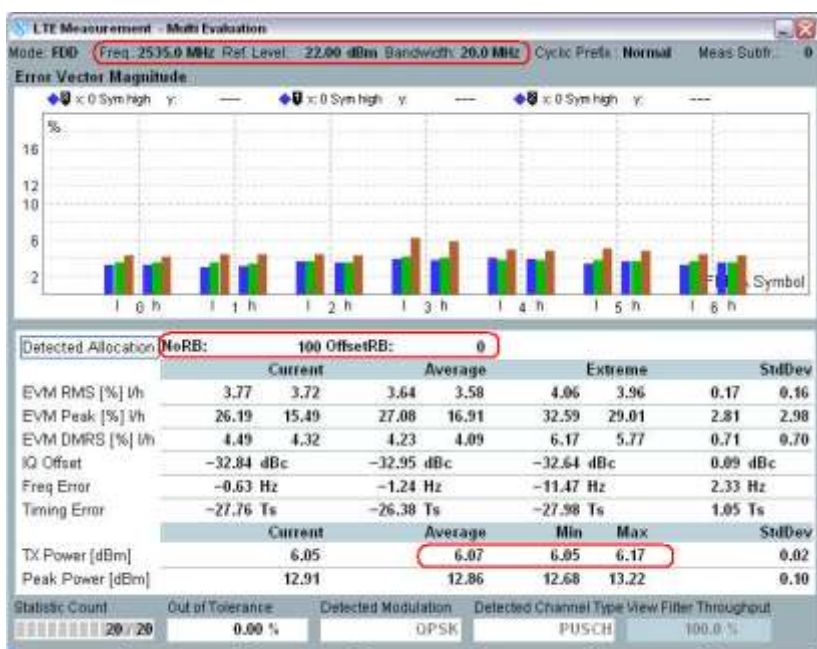 LTE Measurement - Multi Evaluation
Mode: FDD Freq.: 2535.0 MHz Ref. Level: 22.00 dBm Bandwidth: 20.0 MHz Cyclic Prefix: Normal Meas Subfr.: 0
Error Vector Magnitude
0 x: 0 Sym high y: --- 1 x: 0 Sym high y: --- x: 0 Sym high y: ---
%
16
12
10
6
2
Symbol
l 0 h l 1 h l 2 h l 3 h l 4 h l 5 h l 6 h
Detected Allocation NoRB: 100 OffsetRB: 0
Current Average Extreme StdDev
EVM RMS [%] l/h 3.77 3.72 3.64 3.58 4.06 3.96 0.17 0.16
EVM Peak [%] l/h 26.19 15.49 27.08 16.91 32.59 29.01 2.81 2.98
EVM DMRS [%] l/h 4.49 4.32 4.23 4.09 6.17 5.77 0.71 0.70
IQ Offset -32.84 dBc -32.95 dBc -32.64 dBc 0.09 dBc
Freq Error -0.63 Hz -1.24 Hz -11.47 Hz 2.33 Hz
Timing Error -27.76 Ts -26.38 Ts -27.98 Ts 1.05 Ts
Current Average Min Max StdDev
TX Power [dBm] 6.05 6.07 6.05 6.17 0.02
Peak Power [dBm] 12.91 12.86 12.68 13.22 0.10
Statistic Count Out of Tolerance Detected Modulation Detected Channel Type View Filter Throughput
20 / 20 0.00 % QPSK PUSCH 100.0 %